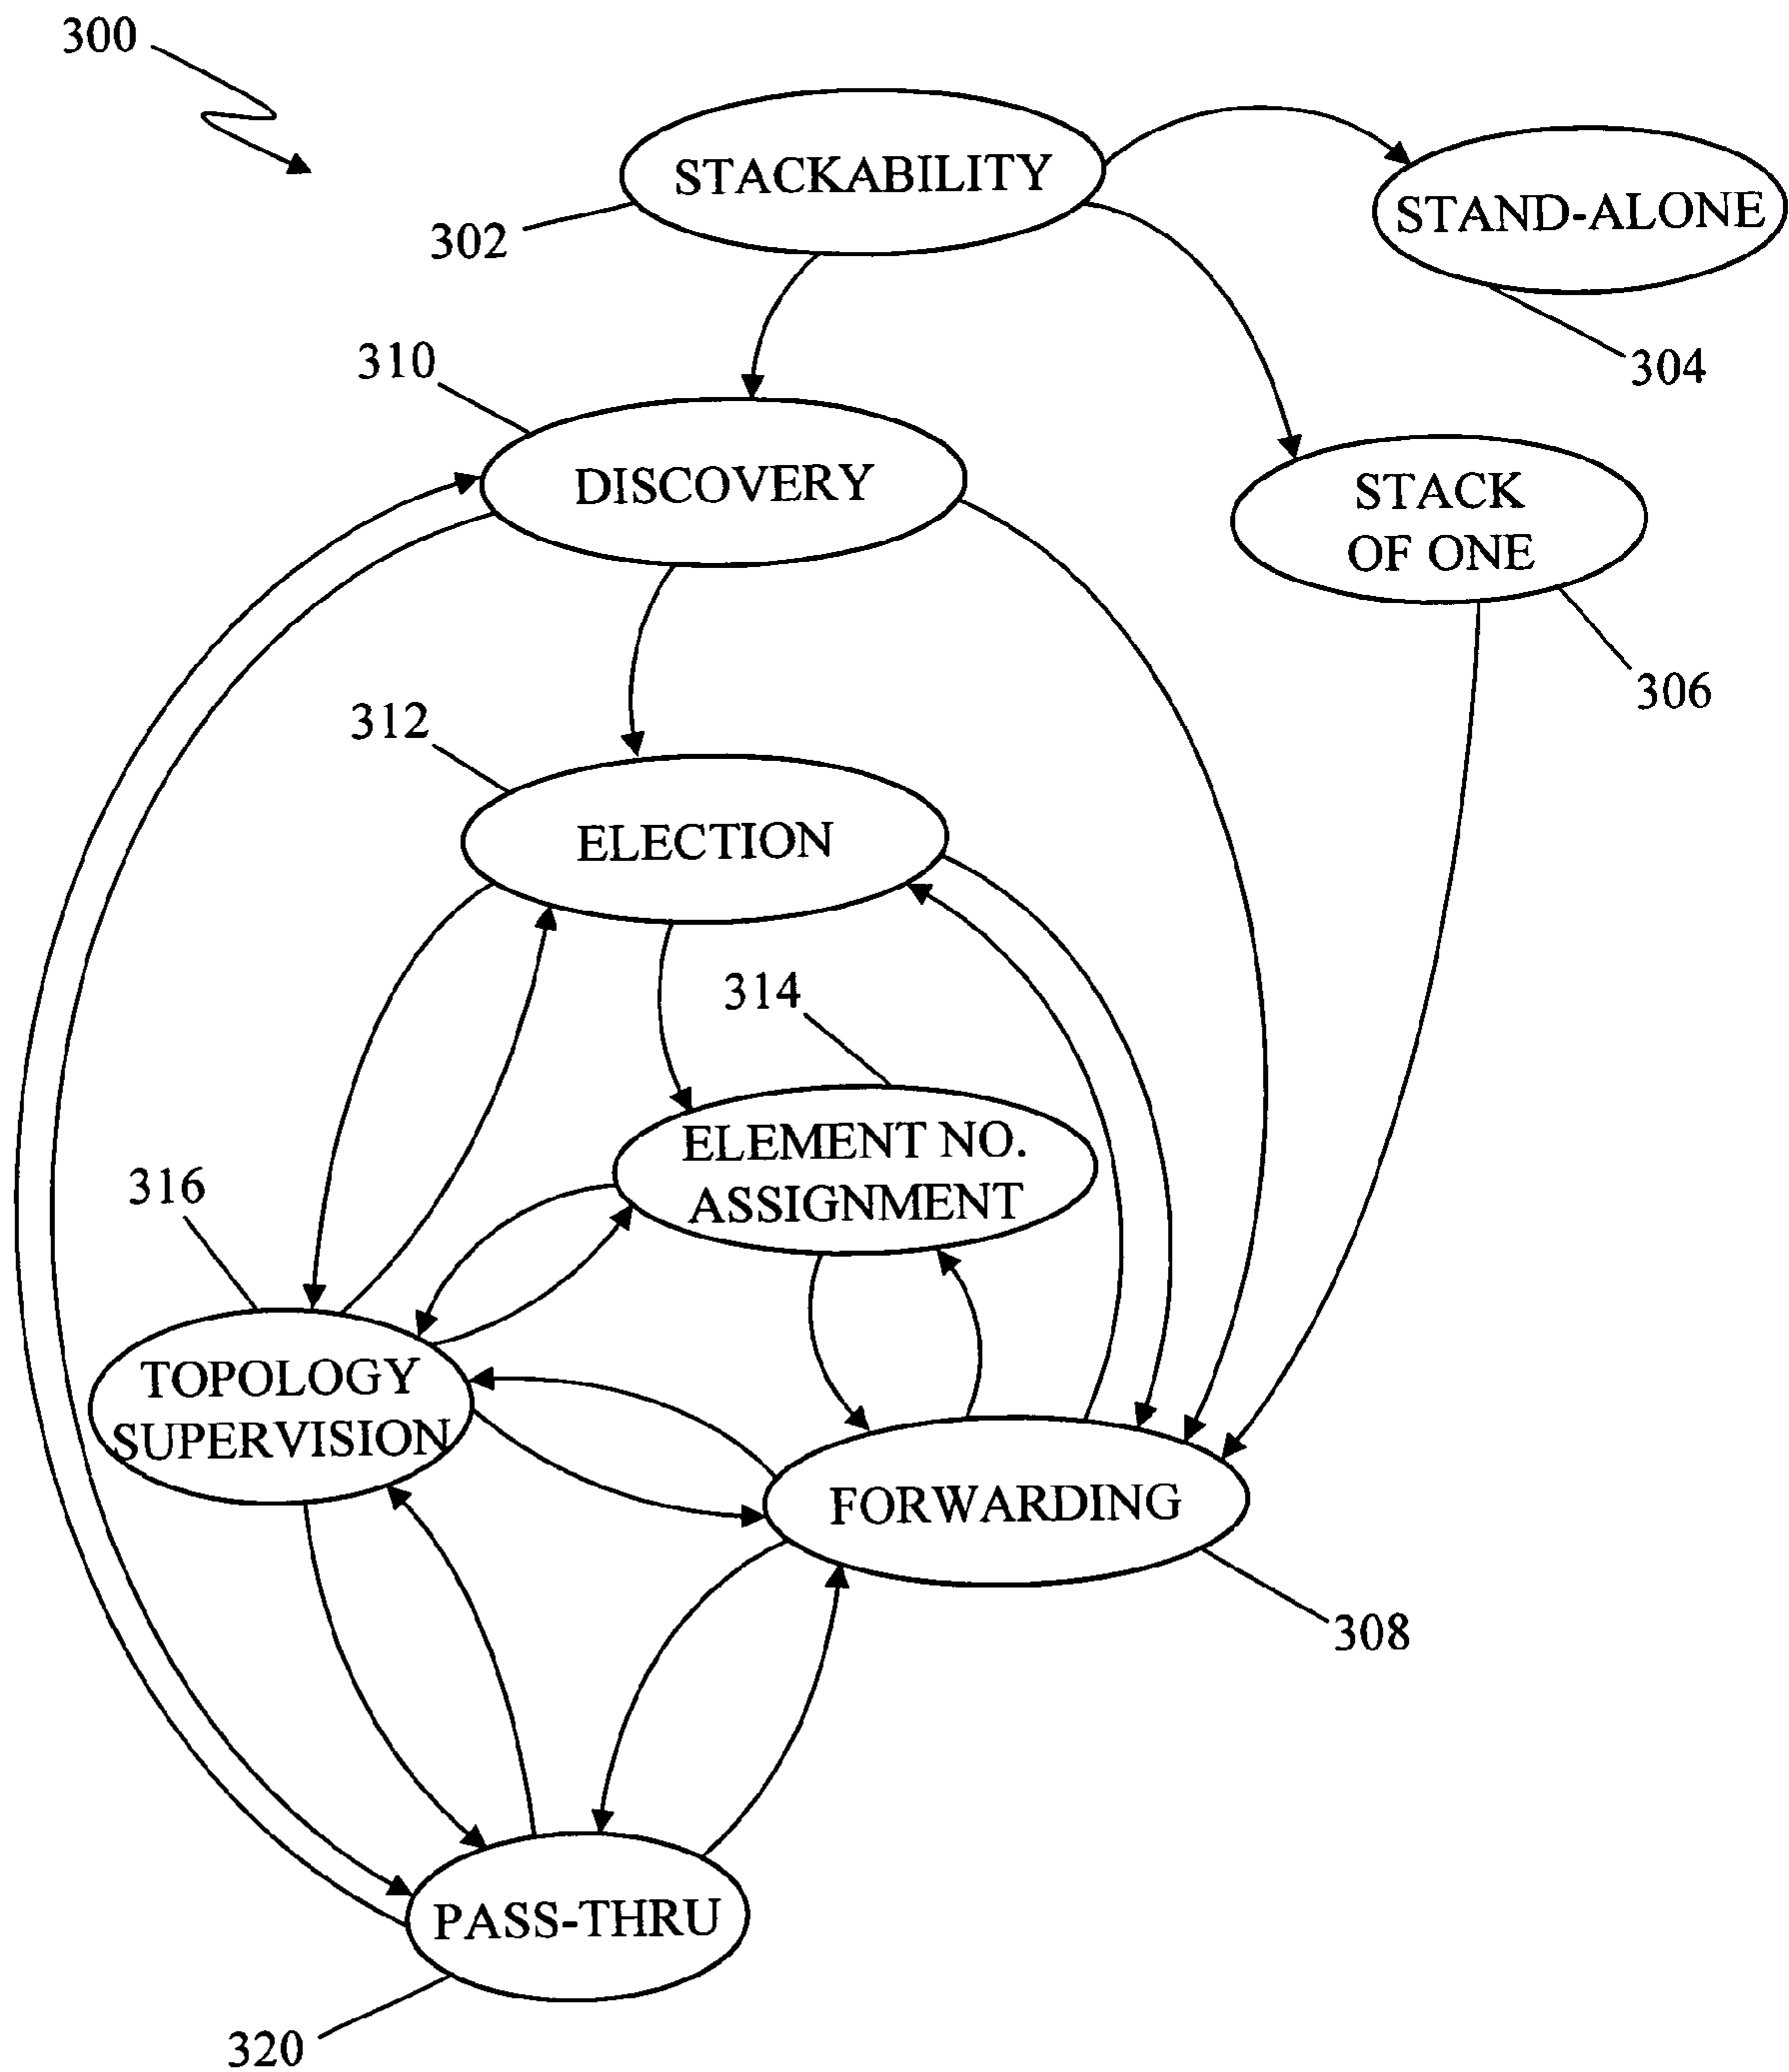 300
STACKABILITY
302
STAND-ALONE
304
310
DISCOVERY
STACK
OF ONE
306
312
ELECTION
314
ELEMENT NO.
ASSIGNMENT
316
TOPOLOGY
SUPERVISION
FORWARDING
308
PASS-THRU
320